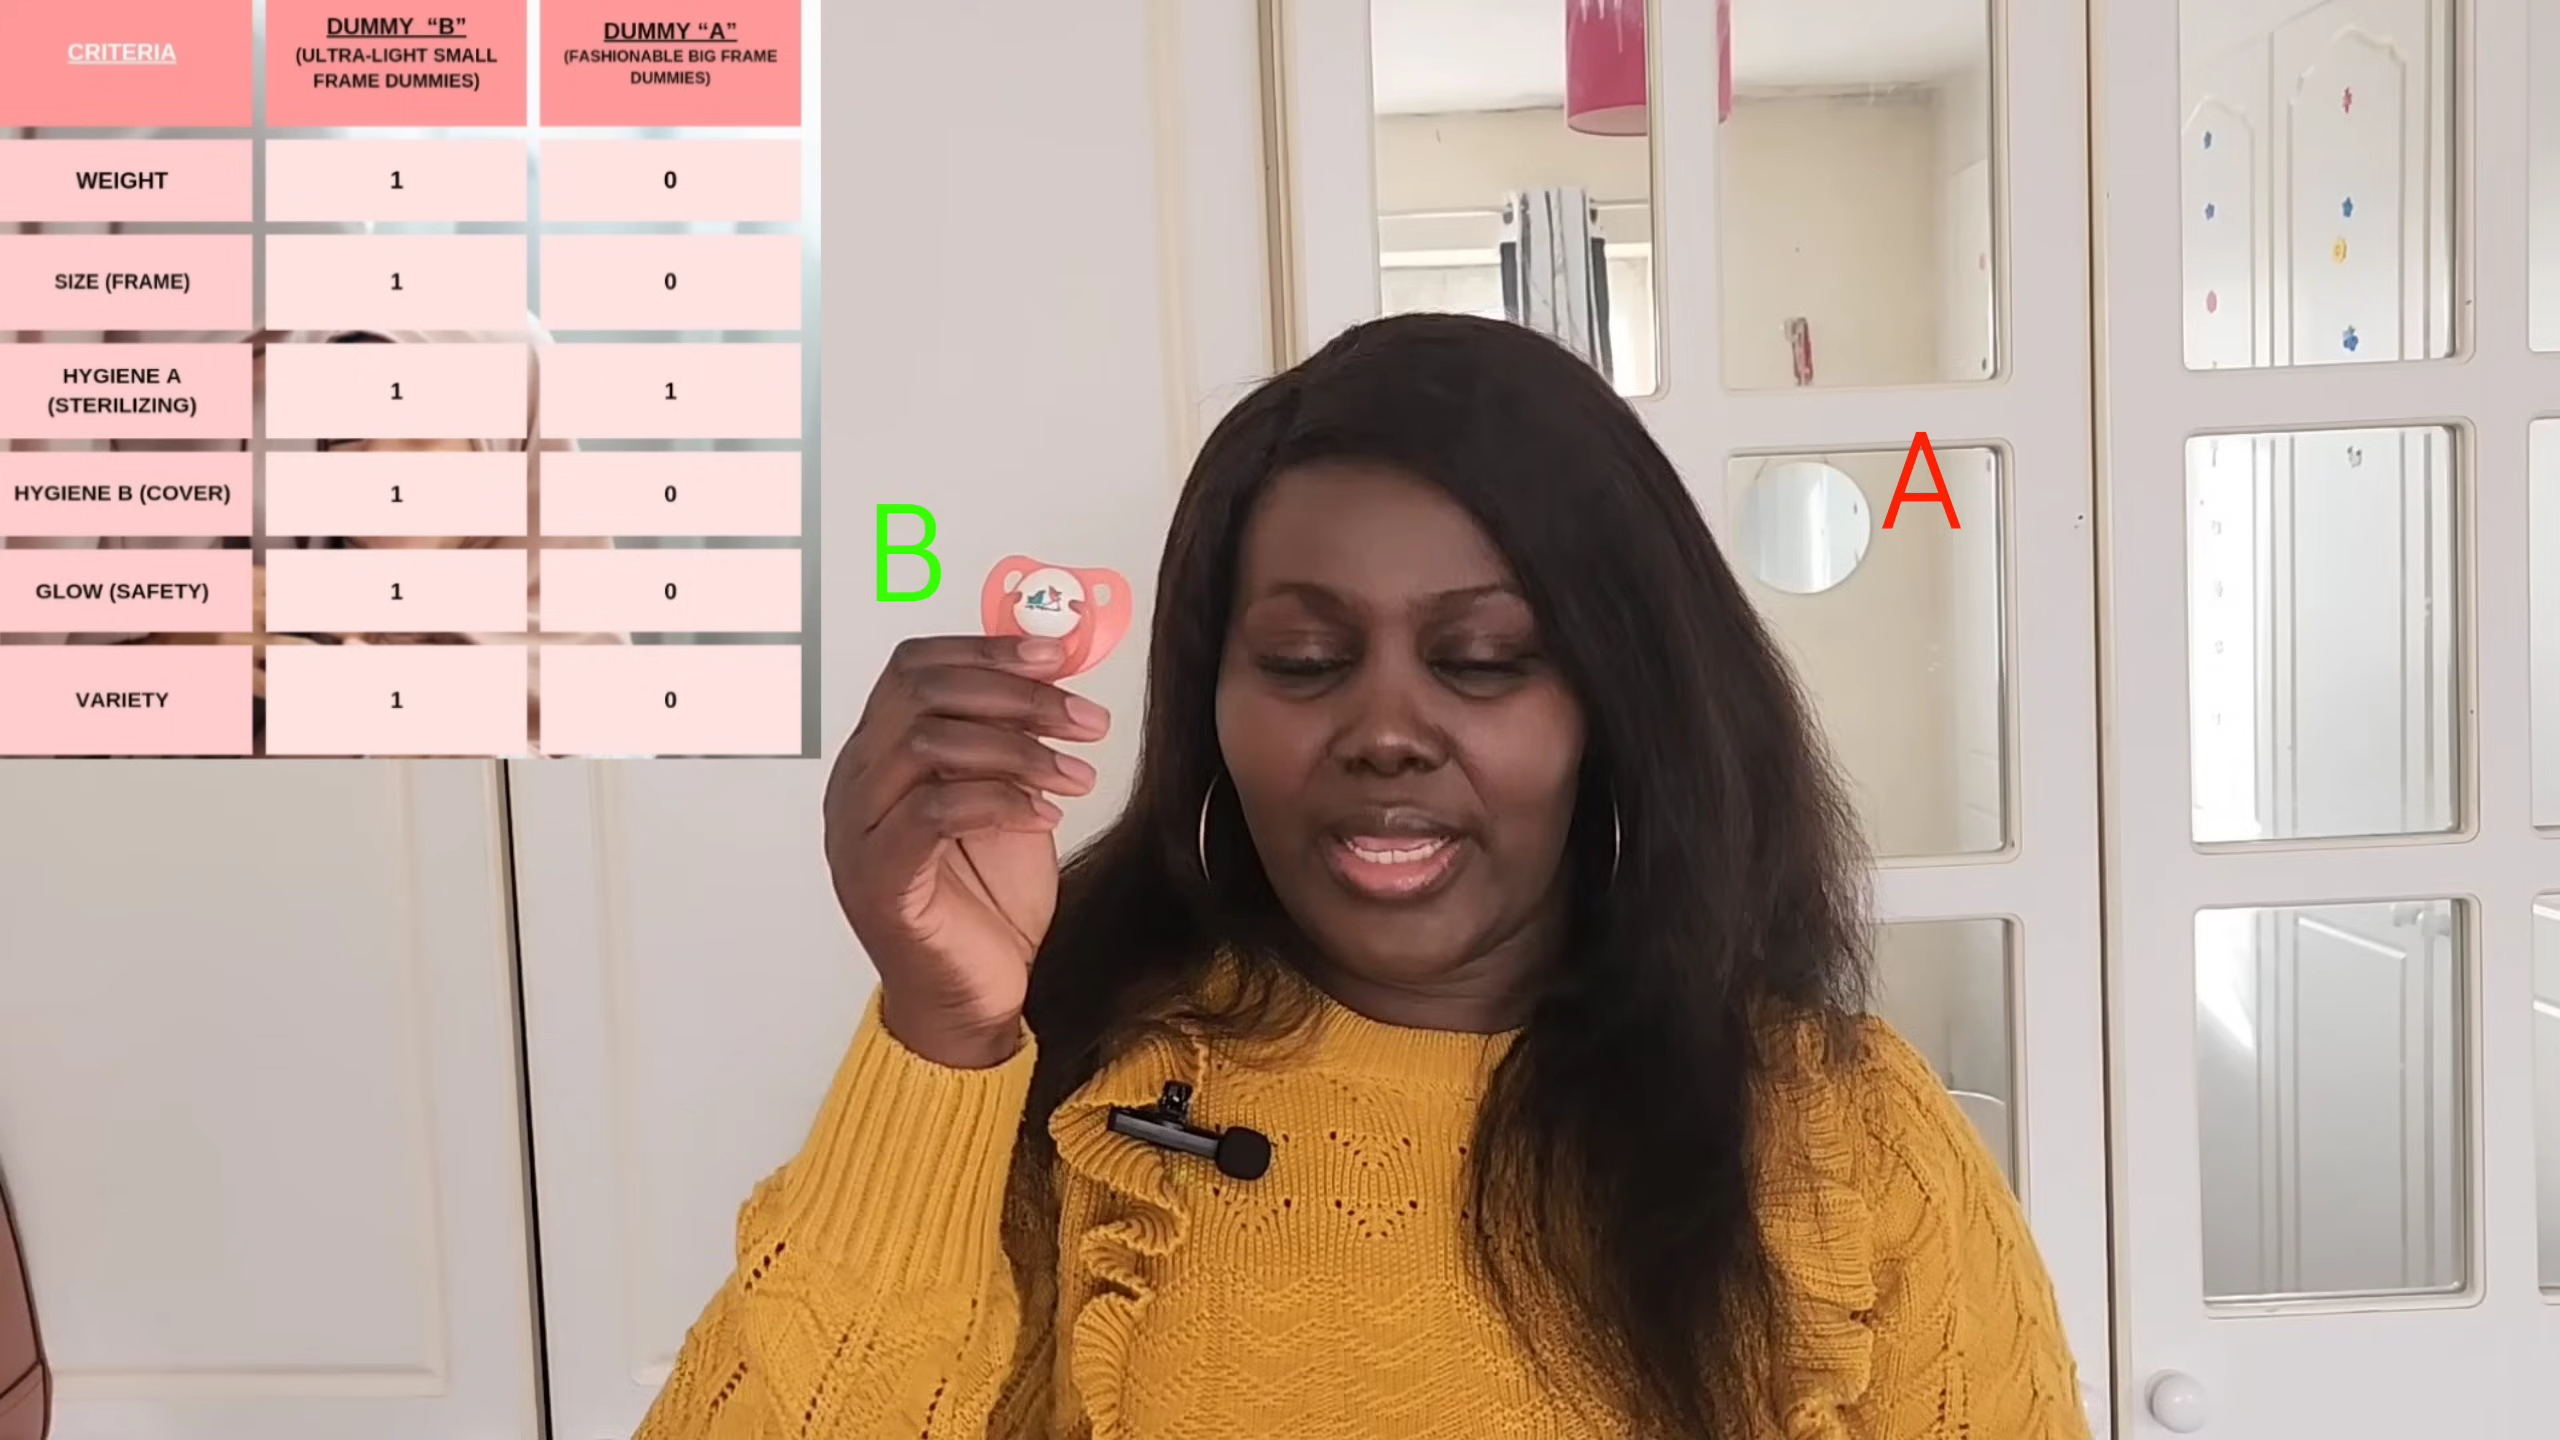 CRITERIA
DUMMY "B"
(ULTRA-LIGHT SMALL
FRAME DUMMIES)
DUMMY “A”
(FASHIONABLE BIG FRAME
DUMMIES)
WEIGHT
1
0
SIZE (FRAME)
1
0
HYGIENE A
(STERILIZING)
1
1
HYGIENE B (COVER)
1
0
GLOW (SAFETY)
1
0
VARIETY
1
0
B
A